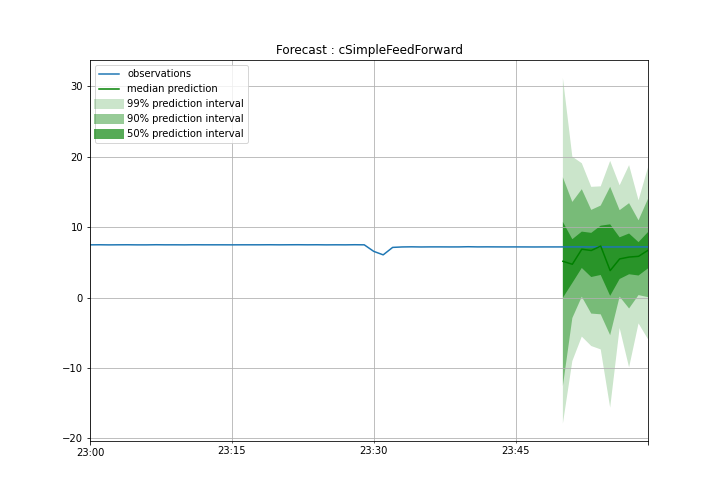 Forecast : cSimpleFeedForward
observations
median prediction
99% prediction interval
90% prediction interval
50% prediction interval
30
20
10
0
−10
−20
23:00
23:15
23:30
23:45